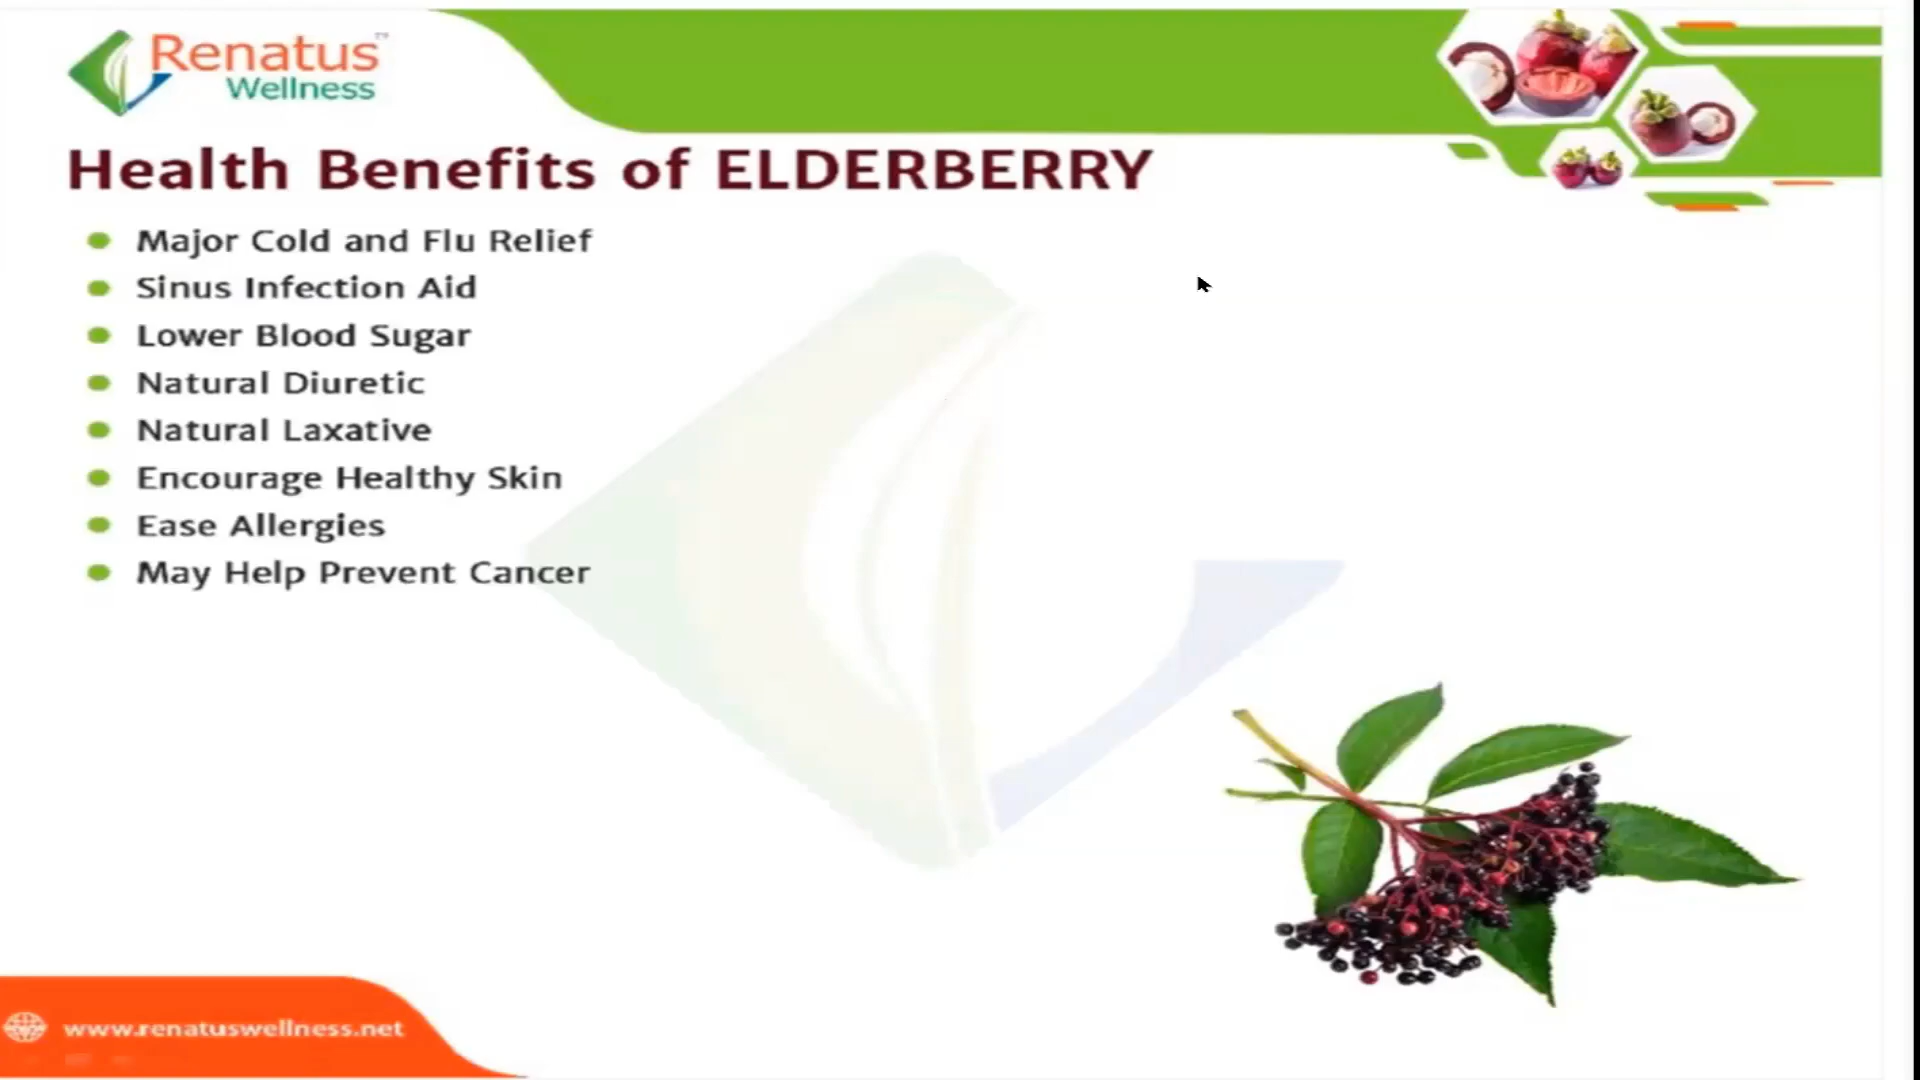 Renatus™
Wellness
Health Benefits of ELDERBERRY
Major Cold and Flu Relief
Sinus Infection Aid
Lower Blood Sugar
Natural Diuretic
Natural Laxative
Encourage Healthy Skin
Ease Allergies
May Help Prevent Cancer
www.renatuswellness.net